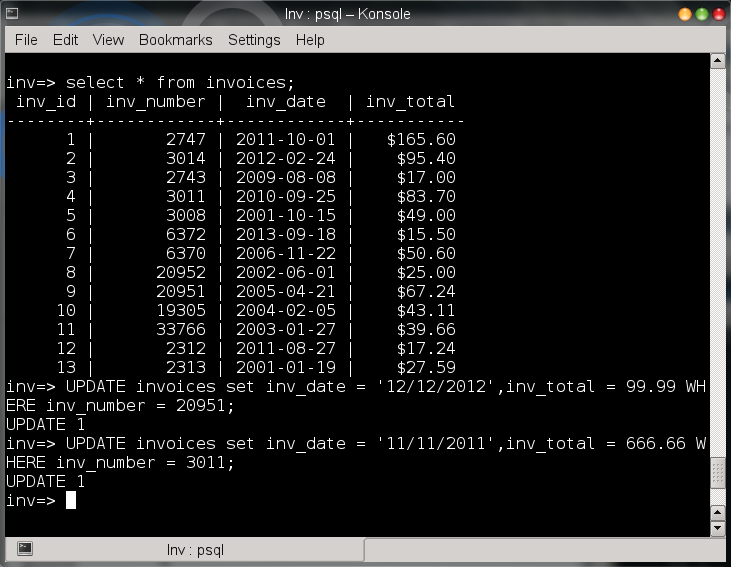 Inv : psql – Konsole
File Edit View Bookmarks Settings Help
inv=> select * from invoices;
 inv_id | inv_number |  inv_date  | inv_total
--------+------------+------------+-----------
      1 |       2747 | 2011-10-01 |   $165.60
      2 |       3014 | 2012-02-24 |    $95.40
      3 |       2743 | 2009-08-08 |    $17.00
      4 |       3011 | 2010-09-25 |    $83.70
      5 |       3008 | 2001-10-15 |    $49.00
      6 |       6372 | 2013-09-18 |    $15.50
      7 |       6370 | 2006-11-22 |    $50.60
      8 |      20952 | 2002-06-01 |    $25.00
      9 |      20951 | 2005-04-21 |    $67.24
     10 |      19305 | 2004-02-05 |    $43.11
     11 |      33766 | 2003-01-27 |    $39.66
     12 |       2312 | 2011-08-27 |    $17.24
     13 |       2313 | 2001-01-19 |    $27.59
inv=> UPDATE invoices set inv_date = '12/12/2012',inv_total = 99.99 WH
ERE inv_number = 20951;
UPDATE 1
inv=> UPDATE invoices set inv_date = '11/11/2011',inv_total = 666.66 W
HERE inv_number = 3011;
UPDATE 1
inv=>
Inv : psql